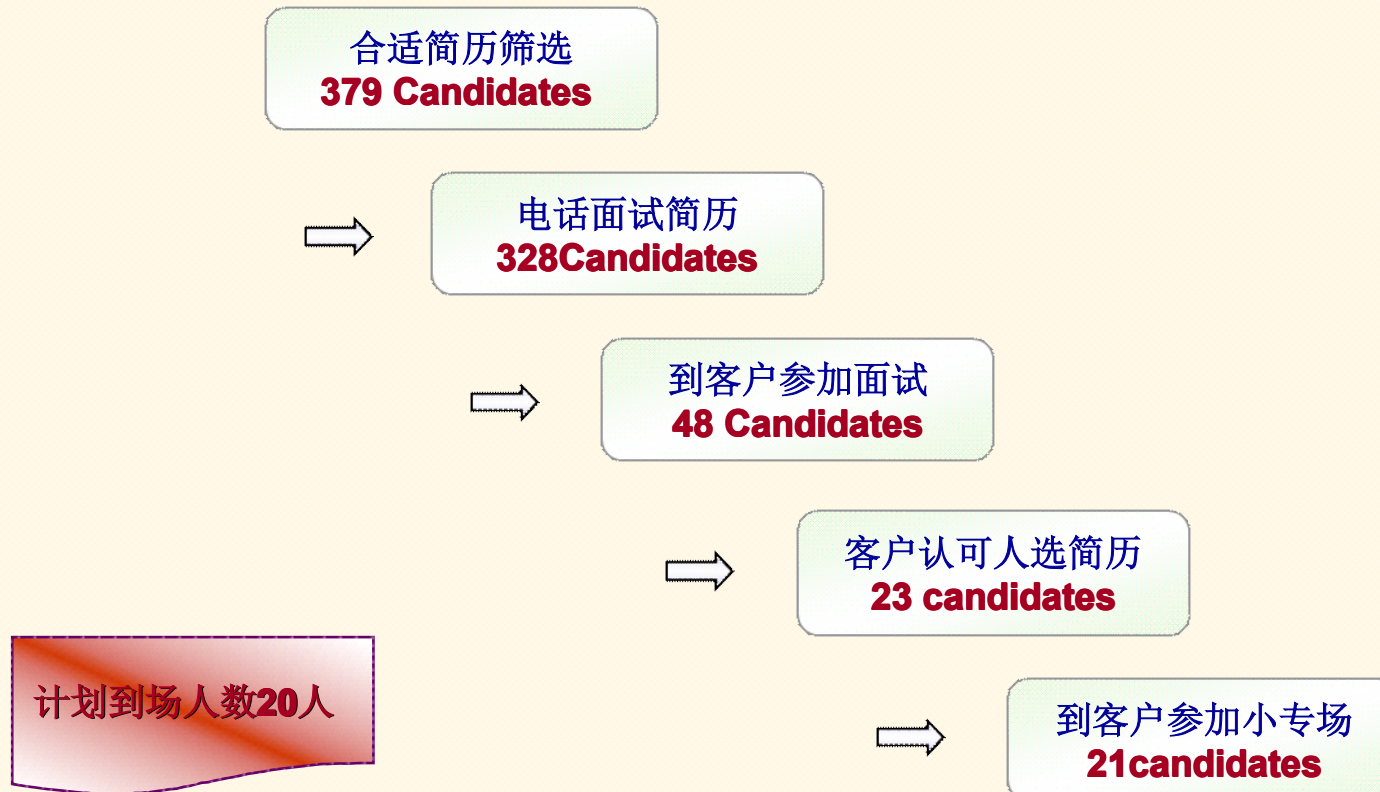 合适简历筛选
379 Candidates
电话面试简历
328Candidates
到客户参加面试
48 Candidates
客户认可人选简历
23 candidates
计划到场人数20人
到客户参加小专场
21candidates